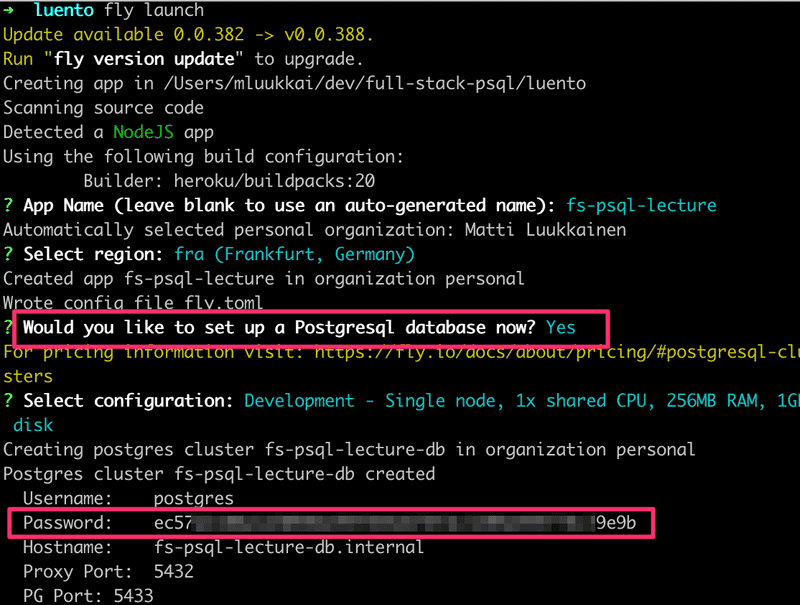 ➜ luento fly launch
Update available 0.0.382 -> v0.0.388.
Run "fly version update" to upgrade.
Creating app in /Users/mluukkai/dev/full-stack-psql/luento
Scanning source code
Detected a NodeJS app
Using the following build configuration:
Builder: heroku/buildpacks:20
? App Name (leave blank to use an auto-generated name): fs-psql-lecture
Automatically selected personal organization: Matti Luukkainen
? Select region: fra (Frankfurt, Germany)
Created app fs-psql-lecture in organization personal
Wrote config file fly.toml
? Would you like to set up a Postgresql database now? Yes
For pricing information visit: https://fly.io/docs/about/pricing/#postgresql-clu
sters
? Select configuration: Development - Single node, 1x shared CPU, 256MB RAM, 1GB
disk
Creating postgres cluster fs-psql-lecture-db in organization personal
Postgres cluster fs-psql-lecture-db created
Username: postgres
Password: ec57 9e9b
Hostname: fs-psql-lecture-db.internal
Proxy Port: 5432
PG Port: 5433